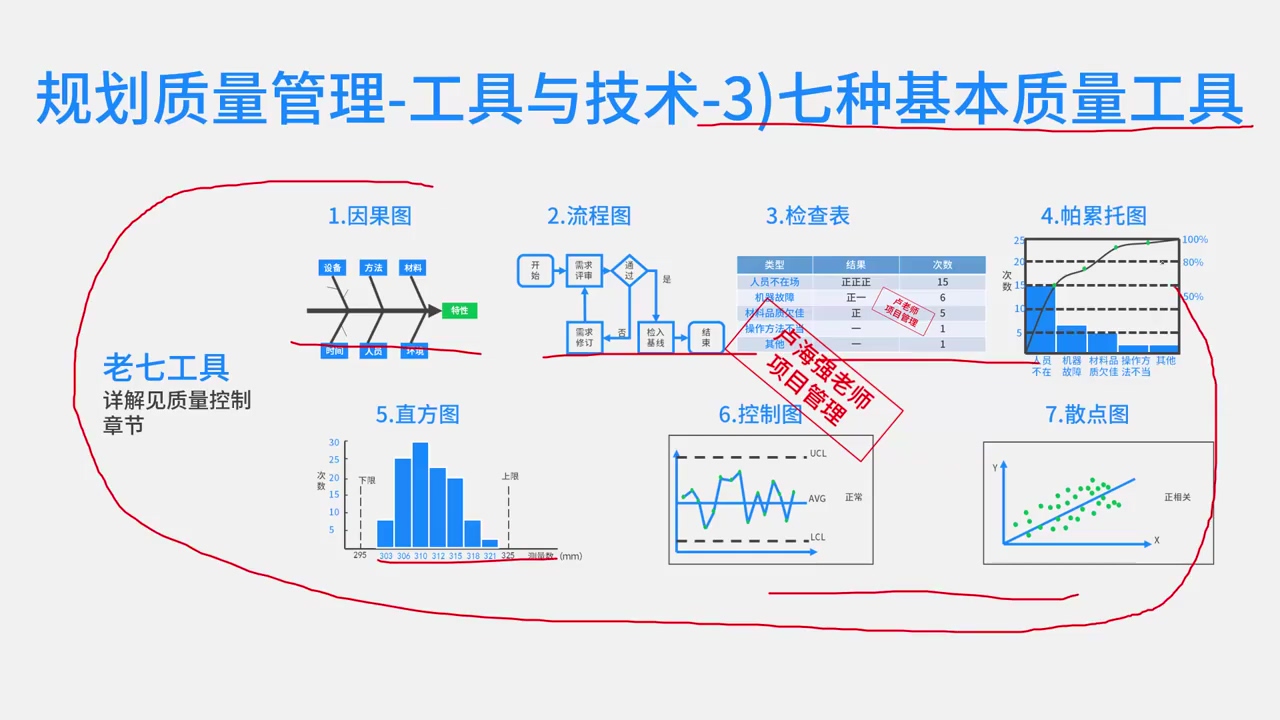 规划质量管理-工具与技术-3)七种基本质量工具
1.因果图
设备
方法
材料
特性
时间
人员
环境
2.流程图
开始
需求评审
通过
是
否
需求修订
检入基线
结束
3.检查表
类型 结果 次数
人员不在场 正正正 15
机器故障 正一 6
材料品质欠佳 正 5
操作方法不当 一 1
其他 一 1
卢老师
项目管理
卢海强老师
项目管理
4.帕累托图
次数
25
20
15
10
5
100%
80%
50%
人员不在
机器故障
材料品质欠佳
操作方法不当
其他
老七工具
详解见质量控制
章节
5.直方图
次数
30
25
20
15
10
5
下限
上限
295 303 306 310 312 315 318 321 325 测量数 (mm)
6.控制图
UCL
AVG
LCL
正常
7.散点图
Y
X
正相关